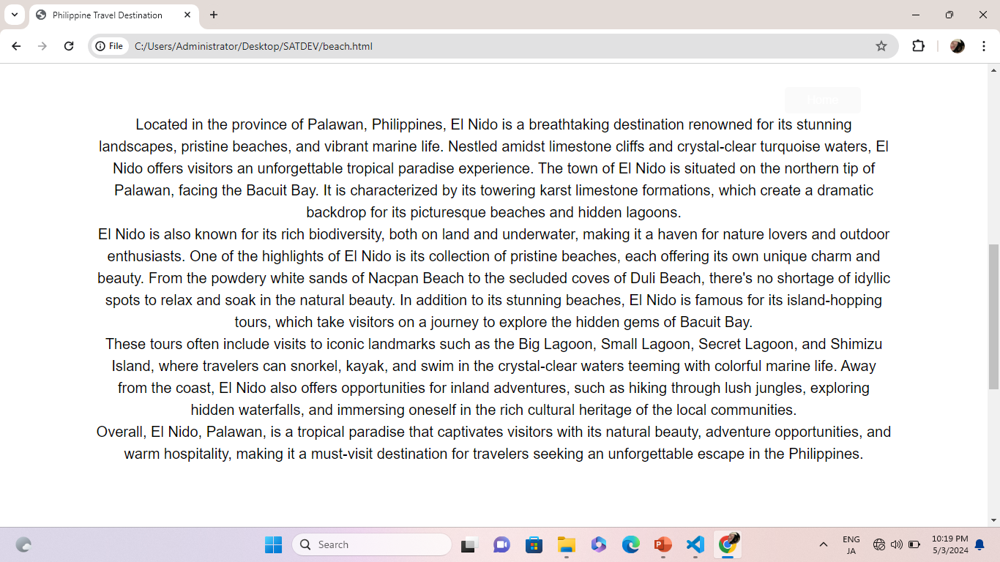 Philippine Travel Destination
File
C:/Users/Administrator/Desktop/SATDEV/beach.html
Home
Located in the province of Palawan, Philippines, El Nido is a breathtaking destination renowned for its stunning
landscapes, pristine beaches, and vibrant marine life. Nestled amidst limestone cliffs and crystal-clear turquoise waters, El
Nido offers visitors an unforgettable tropical paradise experience. The town of El Nido is situated on the northern tip of
Palawan, facing the Bacuit Bay. It is characterized by its towering karst limestone formations, which create a dramatic
backdrop for its picturesque beaches and hidden lagoons.
El Nido is also known for its rich biodiversity, both on land and underwater, making it a haven for nature lovers and outdoor
enthusiasts. One of the highlights of El Nido is its collection of pristine beaches, each offering its own unique charm and
beauty. From the powdery white sands of Nacpan Beach to the secluded coves of Duli Beach, there's no shortage of idyllic
spots to relax and soak in the natural beauty. In addition to its stunning beaches, El Nido is famous for its island-hopping
tours, which take visitors on a journey to explore the hidden gems of Bacuit Bay.
These tours often include visits to iconic landmarks such as the Big Lagoon, Small Lagoon, Secret Lagoon, and Shimizu
Island, where travelers can snorkel, kayak, and swim in the crystal-clear waters teeming with colorful marine life. Away
from the coast, El Nido also offers opportunities for inland adventures, such as hiking through lush jungles, exploring
hidden waterfalls, and immersing oneself in the rich cultural heritage of the local communities.
Overall, El Nido, Palawan, is a tropical paradise that captivates visitors with its natural beauty, adventure opportunities, and
warm hospitality, making it a must-visit destination for travelers seeking an unforgettable escape in the Philippines.
Search
ENG
JA
10:19 PM
5/3/2024